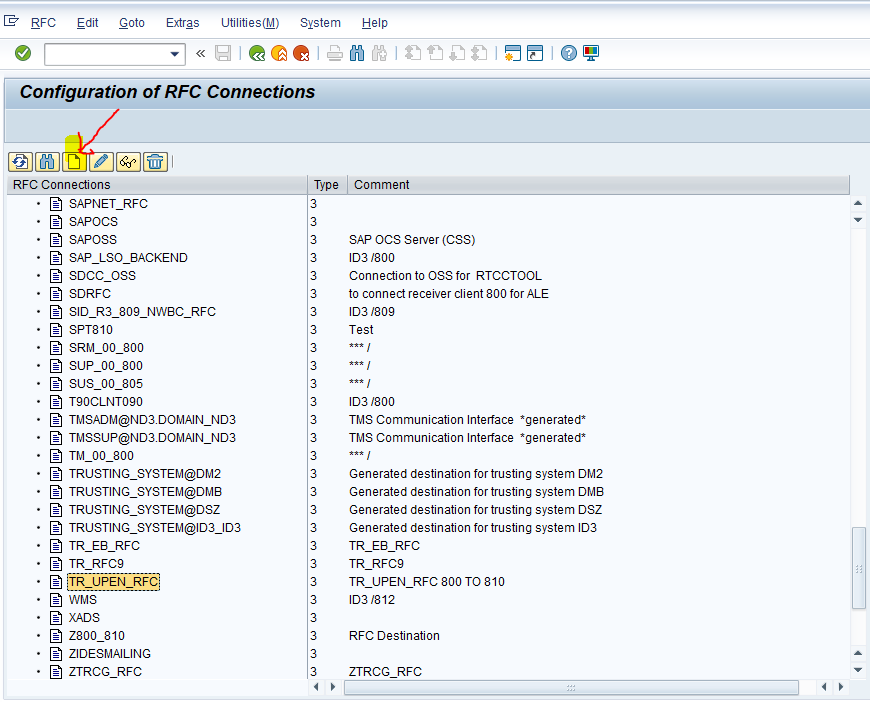 RFC Edit Goto Extras Utilities(M) System Help
Configuration of RFC Connections
RFC Connections Type Comment
SAPNET_RFC 3
SAPOCS 3
SAPOSS 3 SAP OCS Server (CSS)
SAP_LSO_BACKEND 3 ID3 /800
SDCC_OSS 3 Connection to OSS for RTCCTOOL
SDRFC 3 to connect receiver client 800 for ALE
SID_R3_809_NWBC_RFC 3 ID3 /809
SPT810 3 Test
SRM_00_800 3 *** /
SUP_00_800 3 *** /
SUS_00_805 3 *** /
T90CLNT090 3 ID3 /800
TMSADM@ND3.DOMAIN_ND3 3 TMS Communication Interface *generated*
TMSSUP@ND3.DOMAIN_ND3 3 TMS Communication Interface *generated*
TM_00_800 3 *** /
TRUSTING_SYSTEM@DM2 3 Generated destination for trusting system DM2
TRUSTING_SYSTEM@DMB 3 Generated destination for trusting system DMB
TRUSTING_SYSTEM@DSZ 3 Generated destination for trusting system DSZ
TRUSTING_SYSTEM@ID3_ID3 3 Generated destination for trusting system ID3
TR_EB_RFC 3 TR_EB_RFC
TR_RFC9 3 TR_RFC9
TR_UPEN_RFC 3 TR_UPEN_RFC 800 TO 810
WMS 3 ID3 /812
XADS 3
Z800_810 3 RFC Destination
ZIDESMAILING 3
ZTRCG_RFC 3 ZTRCG_RFC